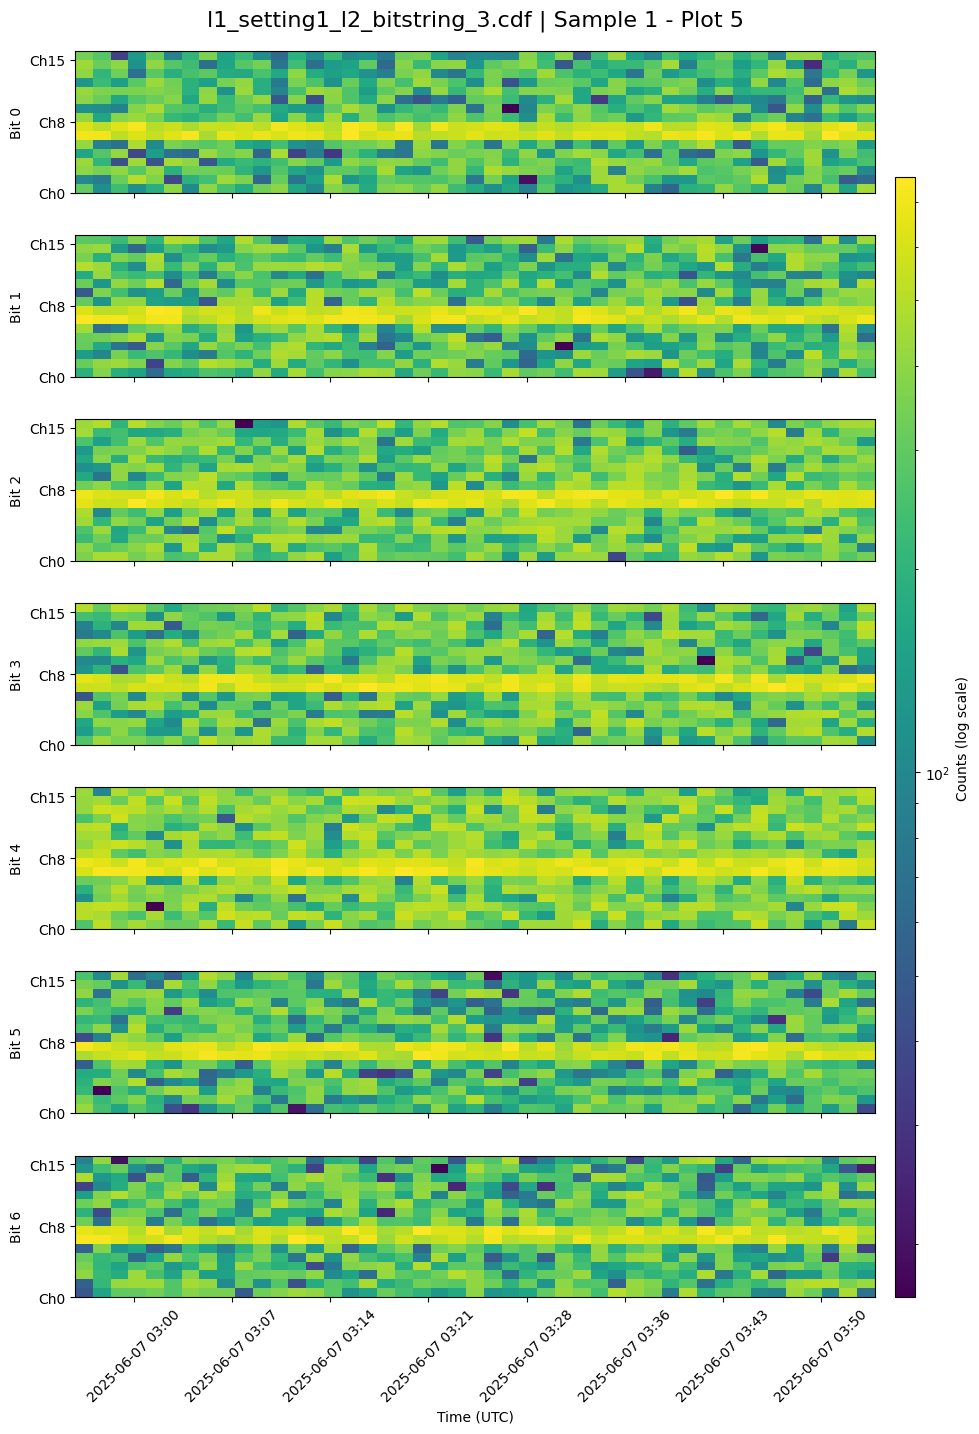 l1_setting1_l2_bitstring_3.cdf | Sample 1 - Plot 5
Ch15
Ch8
Ch0
Bit 0
Ch15
Ch8
Ch0
Bit 1
Ch15
Ch8
Ch0
Bit 2
Ch15
Ch8
Ch0
Bit 3
Ch15
Ch8
Ch0
Bit 4
Ch15
Ch8
Ch0
Bit 5
Ch15
Ch8
Ch0
Bit 6
2025-06-07 03:00
2025-06-07 03:07
2025-06-07 03:14
2025-06-07 03:21
2025-06-07 03:28
2025-06-07 03:36
2025-06-07 03:43
2025-06-07 03:50
Time (UTC)
10²
Counts (log scale)